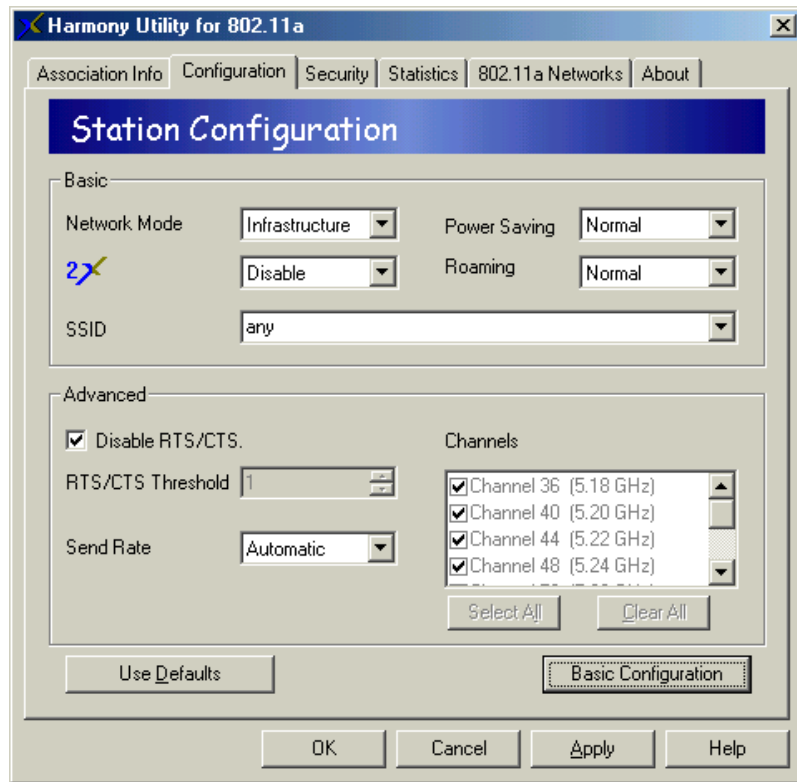 Harmony Utility for 802.11a
Association Info Configuration Security Statistics 802.11a Networks About
Station Configuration
Basic
Network Mode Infrastructure Power Saving Normal
2X Disable Roaming Normal
SSID any
Advanced
Disable RTS/CTS. Channels
RTS/CTS Threshold 1 Channel 36 (5.18 GHz)
Channel 40 (5.20 GHz)
Channel 44 (5.22 GHz)
Send Rate Automatic Channel 48 (5.24 GHz)
Select All Clear All
Use Defaults Basic Configuration
OK Cancel Apply Help